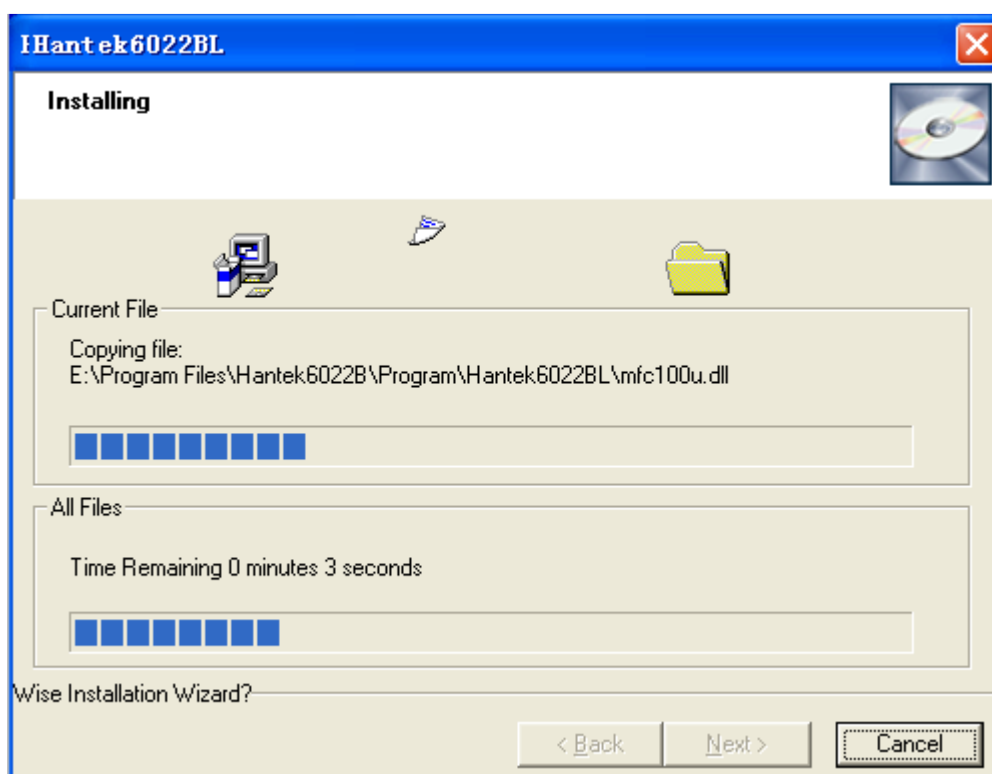 IHantek6022BL
Installing
Current File
Copying file:
E:\Program Files\Hantek6022B\Program\Hantek6022BL\mfc100u.dll
All Files
Time Remaining 0 minutes 3 seconds
Wise Installation Wizard?
< Back
Next >
Cancel